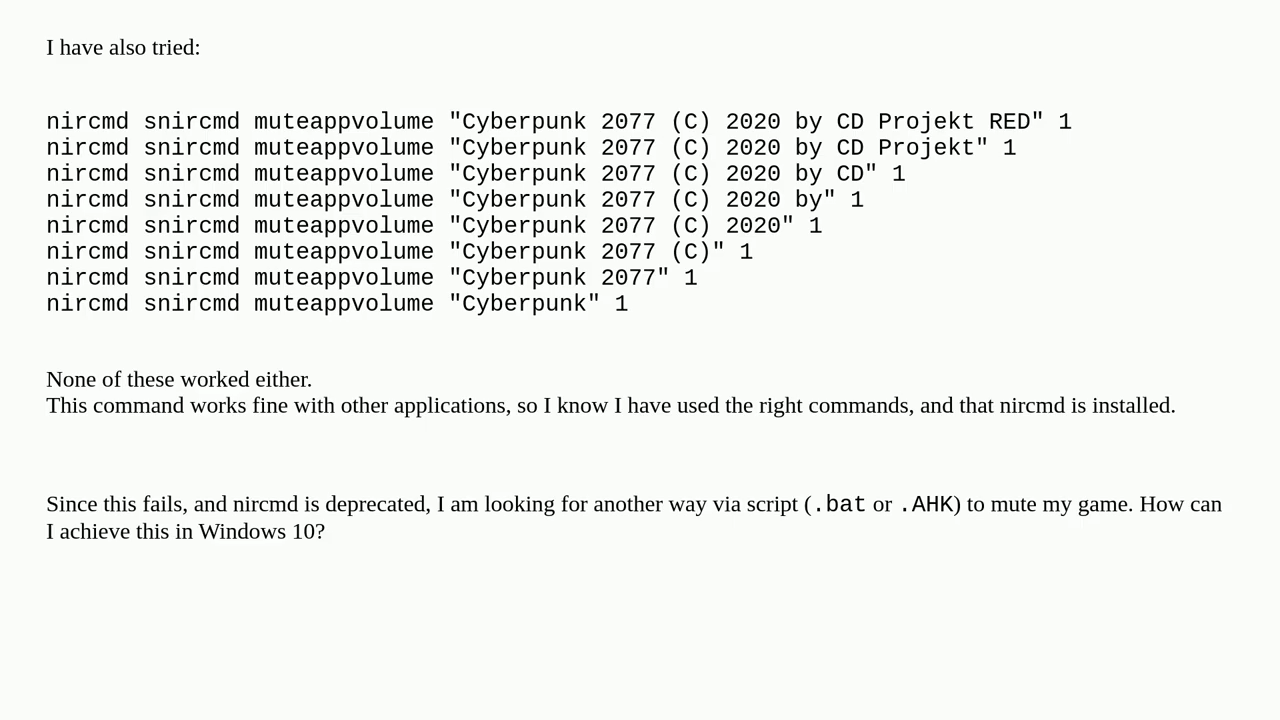 I have also tried:
nircmd snircmd muteappvolume "Cyberpunk 2077 (C) 2020 by CD Projekt RED" 1
nircmd snircmd muteappvolume "Cyberpunk 2077 (C) 2020 by CD Projekt" 1
nircmd snircmd muteappvolume "Cyberpunk 2077 (C) 2020 by CD" 1
nircmd snircmd muteappvolume "Cyberpunk 2077 (C) 2020 by" 1
nircmd snircmd muteappvolume "Cyberpunk 2077 (C) 2020" 1
nircmd snircmd muteappvolume "Cyberpunk 2077 (C)" 1
nircmd snircmd muteappvolume "Cyberpunk 2077" 1
nircmd snircmd muteappvolume "Cyberpunk" 1
None of these worked either.
This command works fine with other applications, so I know I have used the right commands, and that nircmd is installed.
Since this fails, and nircmd is deprecated, I am looking for another way via script (.bat or .AHK) to mute my game. How can
I achieve this in Windows 10?